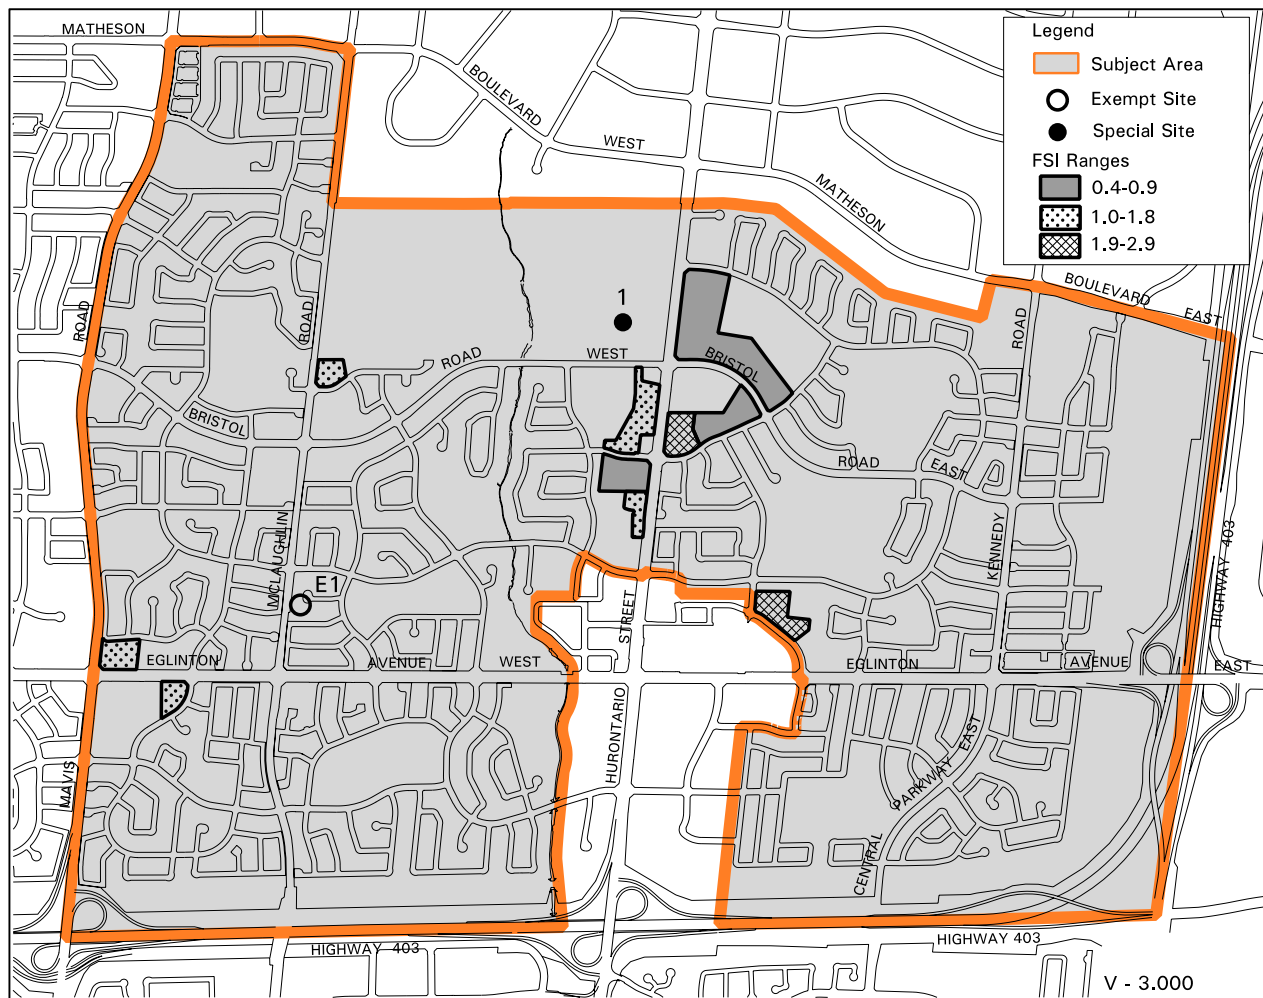 MATHESON
BOULEVARD
WEST
MATHESON
BOULEVARD
EAST
Legend
Subject Area
Exempt Site
Special Site
FSI Ranges
0.4-0.9
1.0-1.8
1.9-2.9
1
ROAD
ROAD
ROAD
WEST
BRISTOL
ROAD
BRISTOL
ROAD
EAST
MCLAUGHLIN
E1
KENNEDY
HIGHWAY 403
STREET
EGLINTON
AVENUE
WEST
EGLINTON
AVENUE
EAST
HURONTARIO
MAVIS
PARKWAY
EAST
CENTRAL
HIGHWAY 403
HIGHWAY 403
V - 3.000